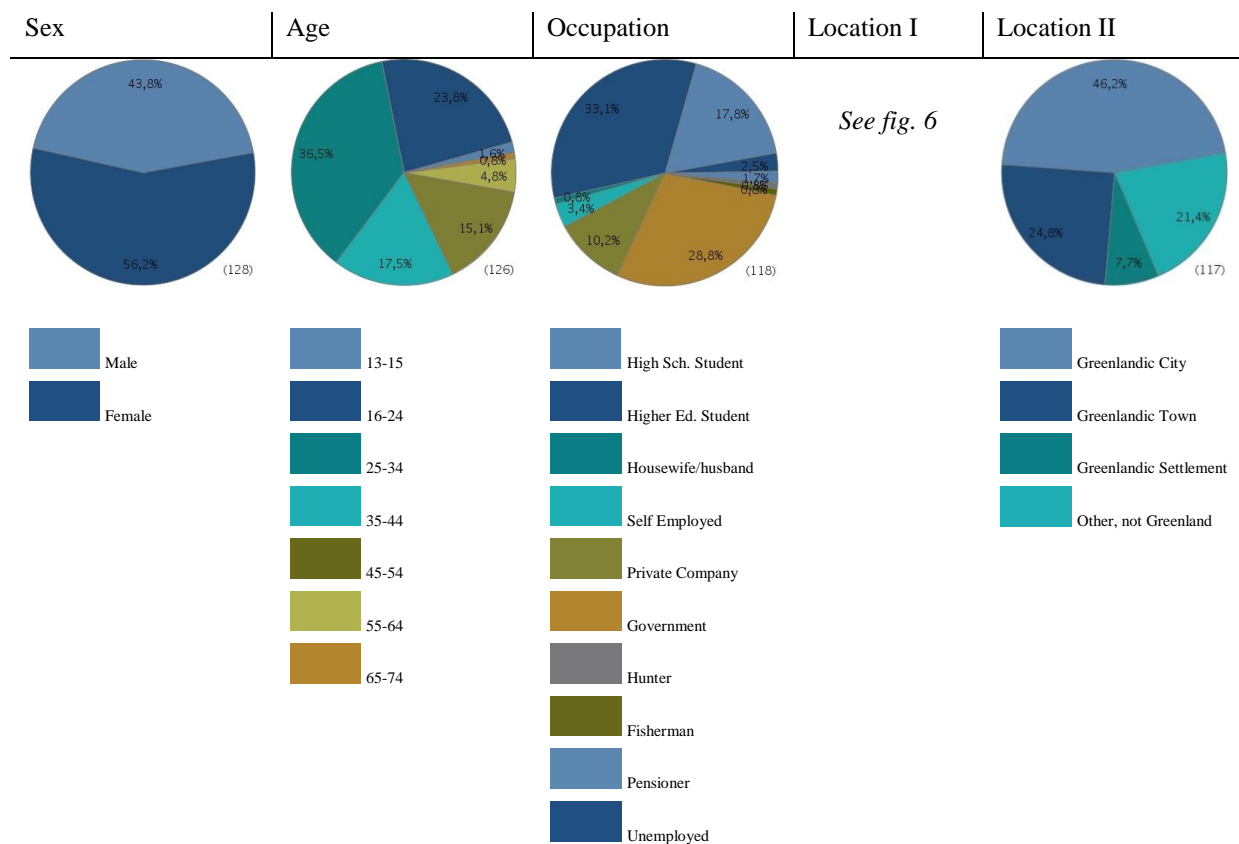 Sex Age Occupation Location I Location II
43,8%
56,2%
(128)
23,8%
1,6%
0,8%
4,8%
15,1%
17,5%
36,5%
(126)
33,1%
17,8%
2,5%
1,7%
0,8%
0,8%
28,8%
10,2%
3,4%
0,8%
(118)
See fig. 6
46,2%
21,4%
7,7%
24,8%
(117)
Male
Female
13-15
16-24
25-34
35-44
45-54
55-64
65-74
High Sch. Student
Higher Ed. Student
Housewife/husband
Self Employed
Private Company
Government
Hunter
Fisherman
Pensioner
Unemployed
Greenlandic City
Greenlandic Town
Greenlandic Settlement
Other, not Greenland